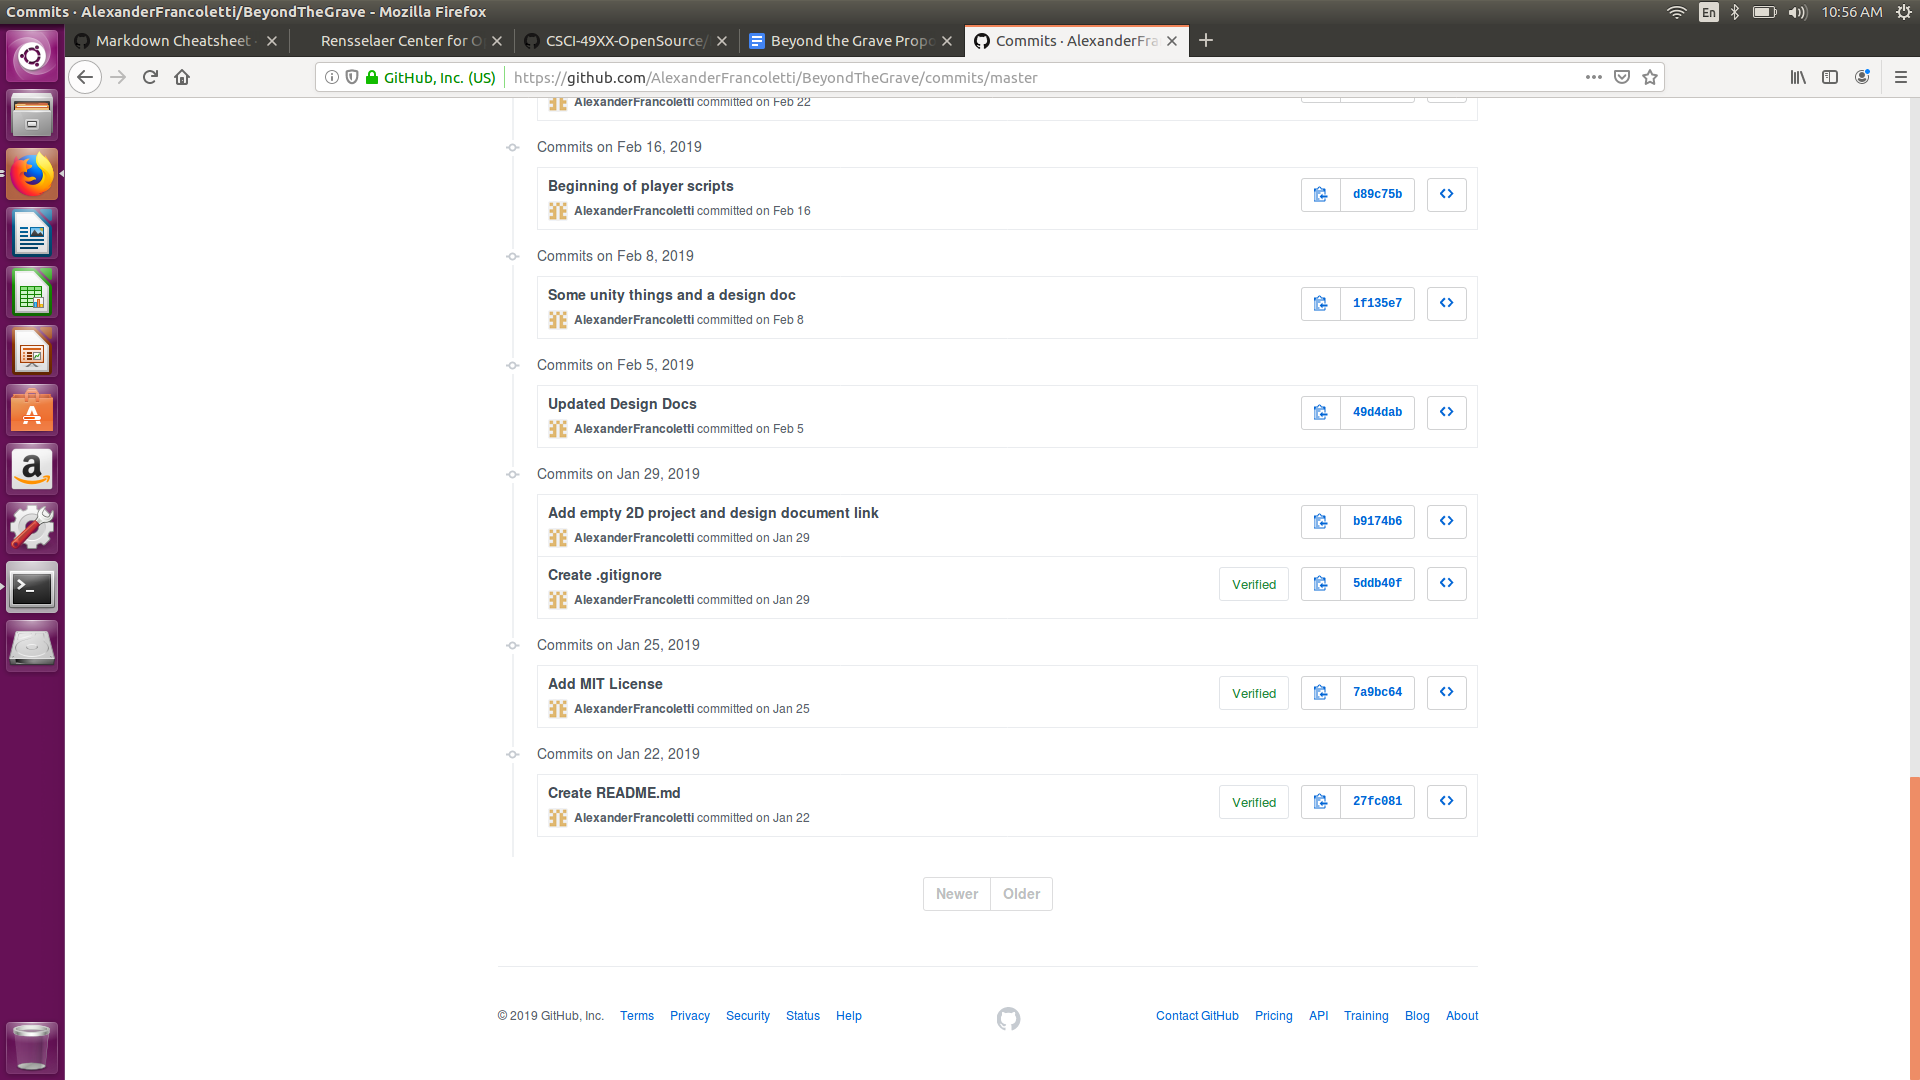 Commits · AlexanderFrancoletti/BeyondTheGrave - Mozilla Firefox
En
10:56 AM
Markdown Cheatsheet
Rensselaer Center for O
CSCI-49XX-OpenSource/
Beyond the Grave Propo
Commits · AlexanderFra
GitHub, Inc. (US)
https://github.com/AlexanderFrancoletti/BeyondTheGrave/commits/master
AlexanderFrancoletti committed on Feb 22
Commits on Feb 16, 2019
Beginning of player scripts
AlexanderFrancoletti committed on Feb 16
d89c75b
Commits on Feb 8, 2019
Some unity things and a design doc
AlexanderFrancoletti committed on Feb 8
1f135e7
Commits on Feb 5, 2019
Updated Design Docs
AlexanderFrancoletti committed on Feb 5
49d4dab
Commits on Jan 29, 2019
Add empty 2D project and design document link
AlexanderFrancoletti committed on Jan 29
b9174b6
Create .gitignore
AlexanderFrancoletti committed on Jan 29
Verified
5ddb40f
Commits on Jan 25, 2019
Add MIT License
AlexanderFrancoletti committed on Jan 25
Verified
7a9bc64
Commits on Jan 22, 2019
Create README.md
AlexanderFrancoletti committed on Jan 22
Verified
27fc081
Newer Older
© 2019 GitHub, Inc. Terms Privacy Security Status Help
Contact GitHub Pricing API Training Blog About